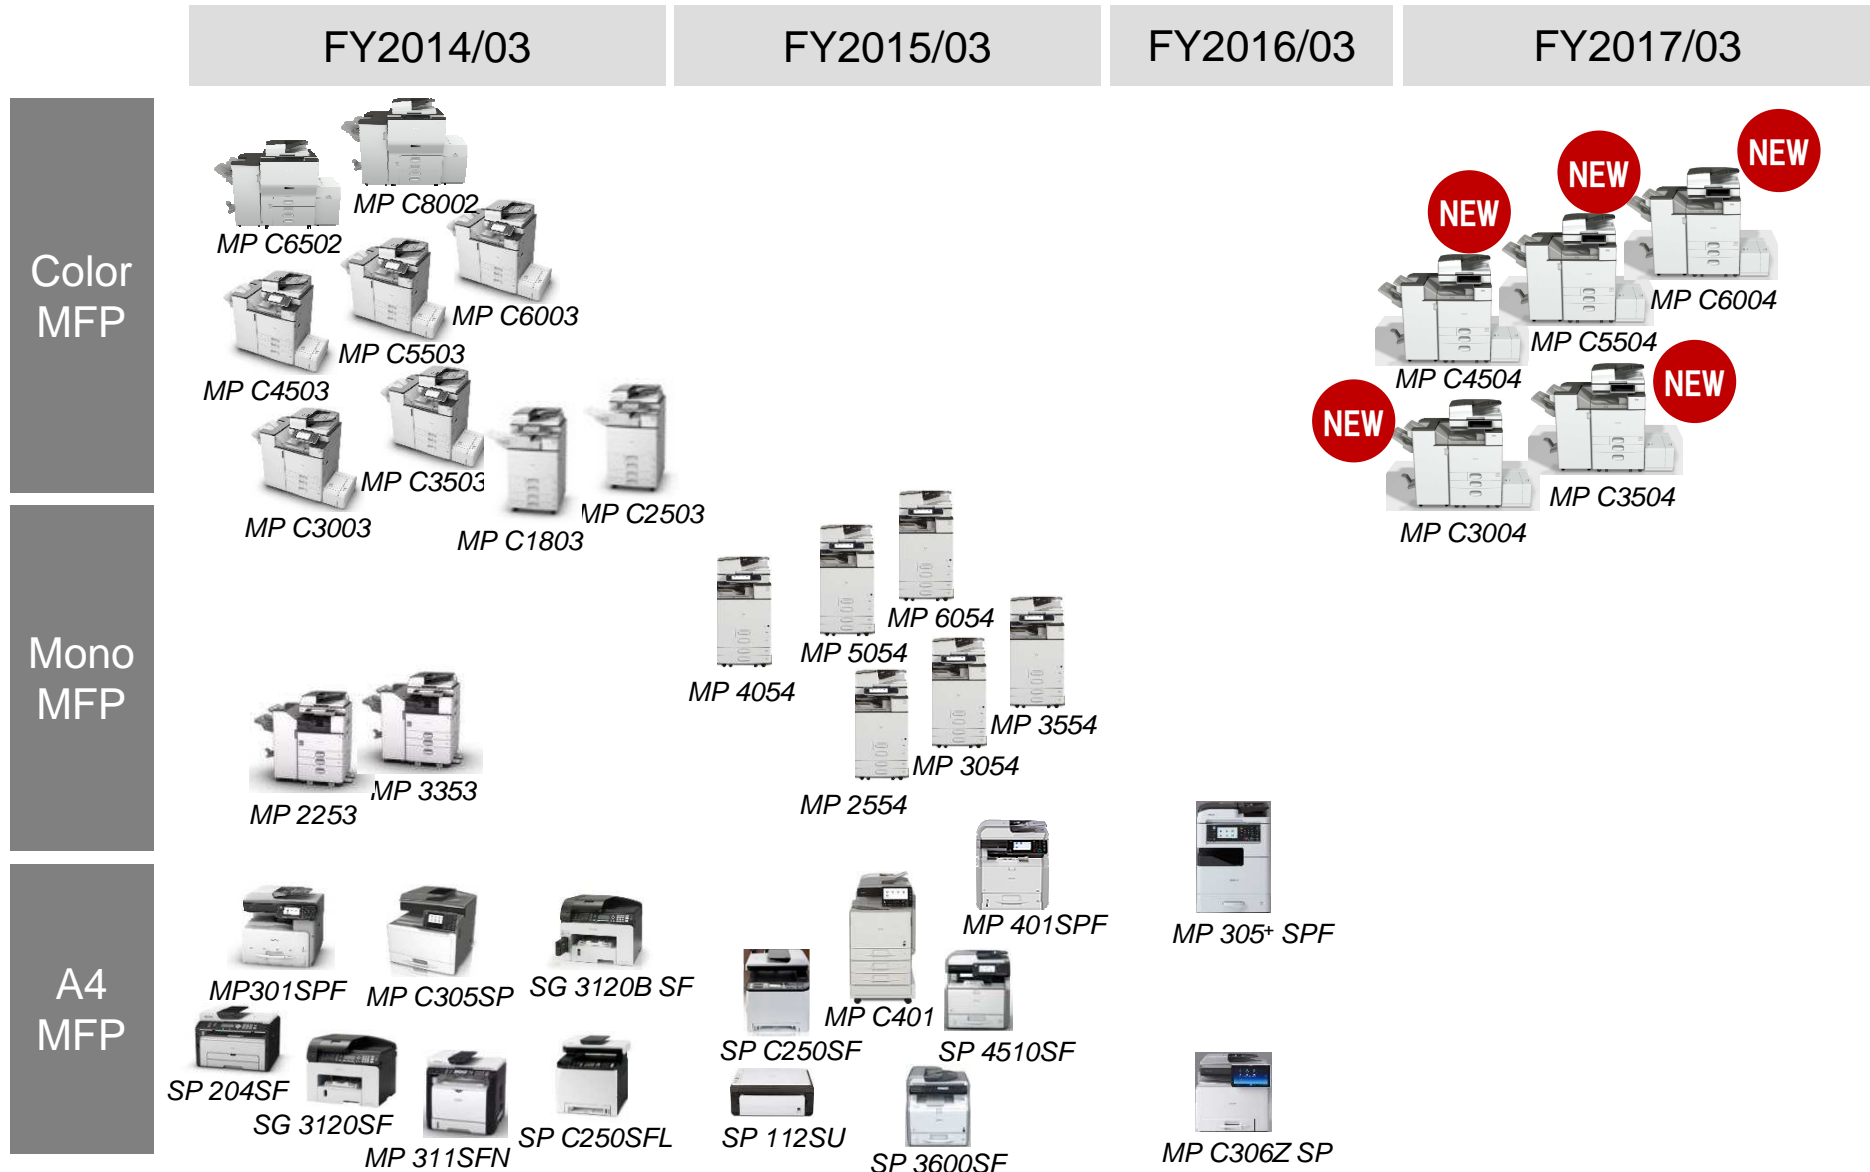 FY2014/03
FY2015/03
FY2016/03
FY2017/03
Color
MFP
MP C8002
MP C6502
MP C6003
MP C5503
MP C4503
MP C3503
MP C3003
MP C2503
MP C1803
NEW
NEW
NEW
MP C6004
MP C5504
MP C4504
NEW
NEW
MP C3504
MP C3004
Mono
MFP
MP 2253
MP 3353
MP 6054
MP 5054
MP 4054
MP 3554
MP 3054
MP 2554
A4
MFP
MP301SPF
MP C305SP
SG 3120B SF
SP 204SF
SG 3120SF
MP 311SFN
SP C250SFL
MP 401SPF
MP C401
SP C250SF
SP 4510SF
SP 112SU
SP 3600SF
MP 305+ SPF
MP C306Z SP